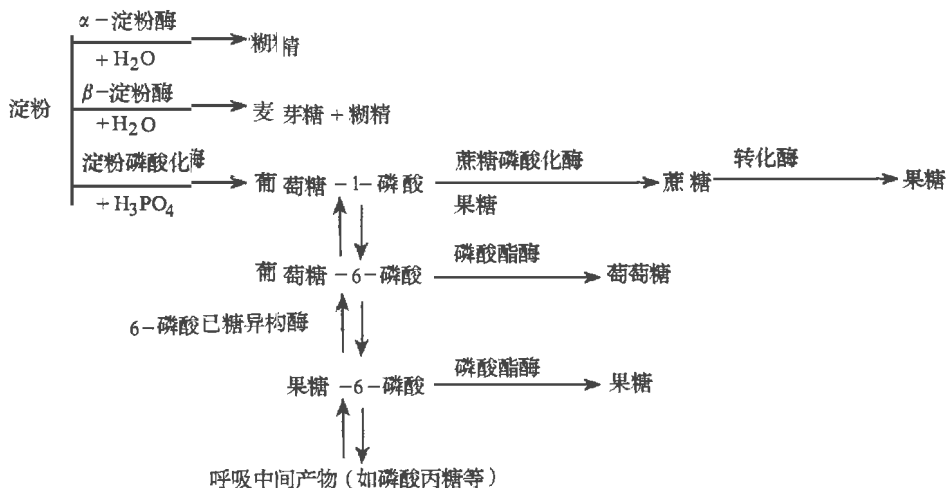 α-淀粉酶
+H₂O
糊精
淀粉
β-淀粉酶
+H₂O
麦芽糖+糊精
淀粉磷酸化酶
+H₃PO₄
葡萄糖-1-磷酸
蔗糖磷酸化酶
果糖
蔗糖
转化酶
果糖
葡萄糖-6-磷酸
磷酸酯酶
萄萄糖
6-磷酸已糖异构酶
果糖-6-磷酸
磷酸酯酶
果糖
呼吸中间产物(如磷酸丙糖等)